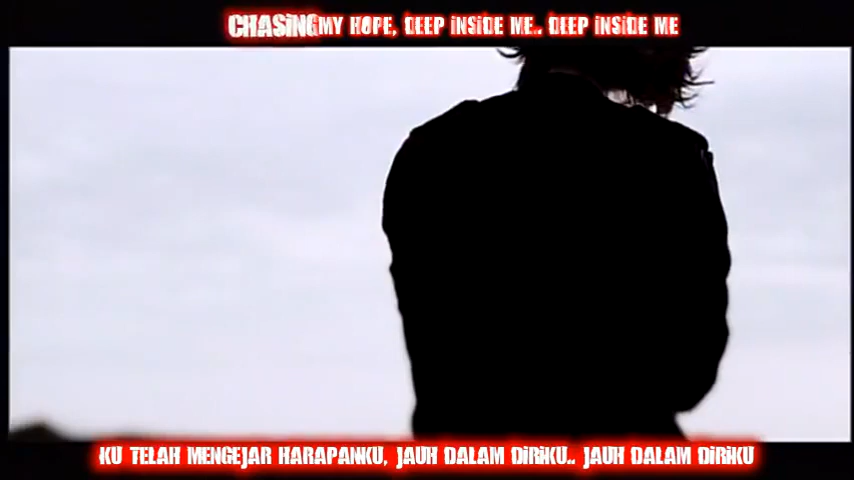 CHASiNG MY HOPE, DEEP iNSiDE ME.. DEEP iNSiDE ME
KU TELAH MENGEJAR HARAPANKU, JAUH DALAM DiRiKU.. JAUH DALAM DiRiKU